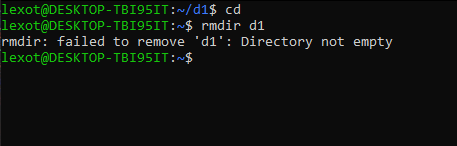 lexot@DESKTOP-TBI95IT:~/d1$ cd
lexot@DESKTOP-TBI95IT:~$ rmdir d1
rmdir: failed to remove 'd1': Directory not empty
lexot@DESKTOP-TBI95IT:~$